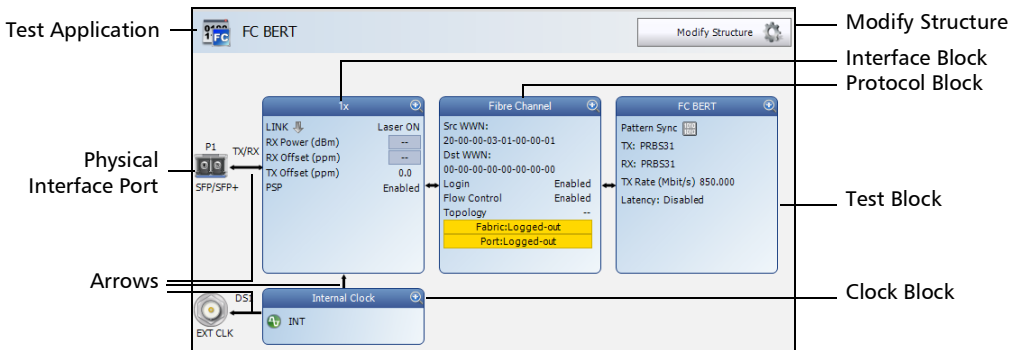 Test Application
FC BERT
Modify Structure
Modify Structure
Interface Block
Protocol Block
1x
LINK Laser ON
RX Power (dBm) --
RX Offset (ppm) --
TX Offset (ppm) 0.0
PSP Enabled
Fibre Channel
Src WWN:
20-00-00-03-01-00-00-01
Dst WWN:
00-00-00-00-00-00-00-00
Login Enabled
Flow Control Enabled
Topology --
Fabric:Logged-out
Port:Logged-out
FC BERT
Pattern Sync
TX: PRBS31
RX: PRBS31
TX Rate (Mbit/s) 850.000
Latency: Disabled
P1
TX/RX
SFP/SFP+
Physical
Interface Port
Test Block
Arrows
DS1
EXT CLK
Internal Clock
INT
Clock Block